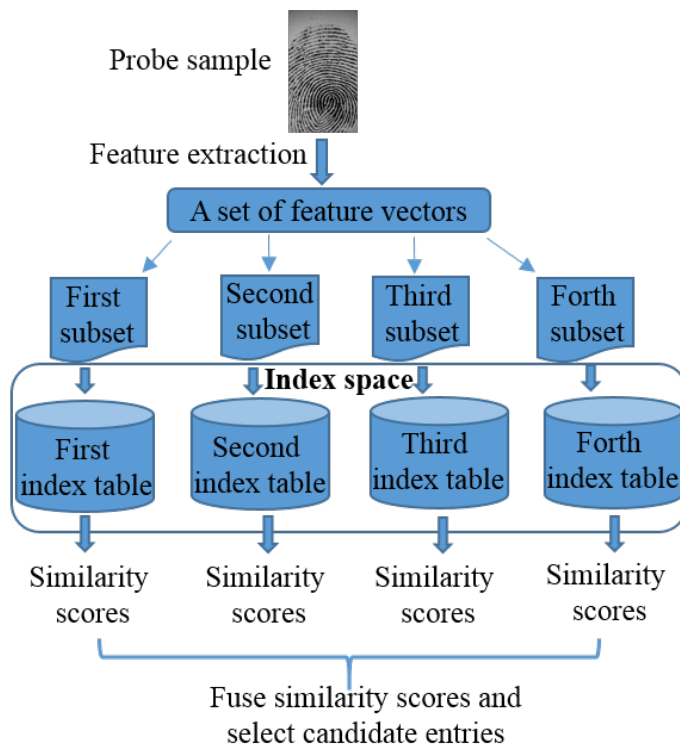 Probe sample
Feature extraction
A set of feature vectors
First
subset
Second
subset
Third
subset
Forth
subset
Index space
First
index table
Second
index table
Third
index table
Forth
index table
Similarity
scores
Similarity
scores
Similarity
scores
Similarity
scores
Fuse similarity scores and
select candidate entries